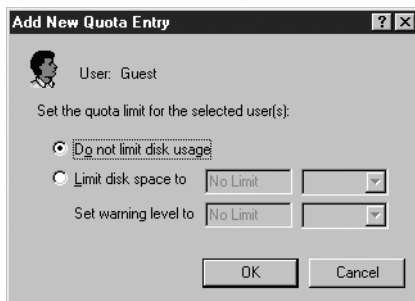 Add New Quota Entry
User: Guest
Set the quota limit for the selected user(s):
Do not limit disk usage
Limit disk space to No Limit
Set warning level to No Limit
OK Cancel